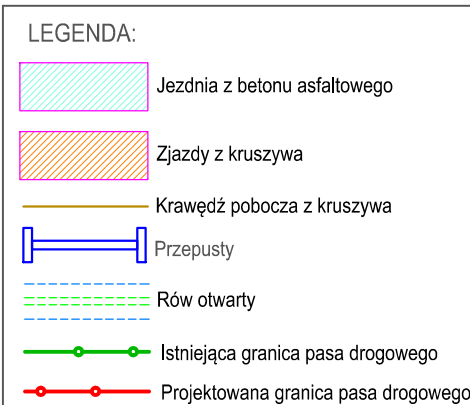 LEGENDA:
Jezdnia z betonu asfaltowego
Zjazdy z kruszywa
Krawędź pobocza z kruszywa
Przepusty
Rów otwarty
Istniejąca granica pasa drogowego
Projektowana granica pasa drogowego